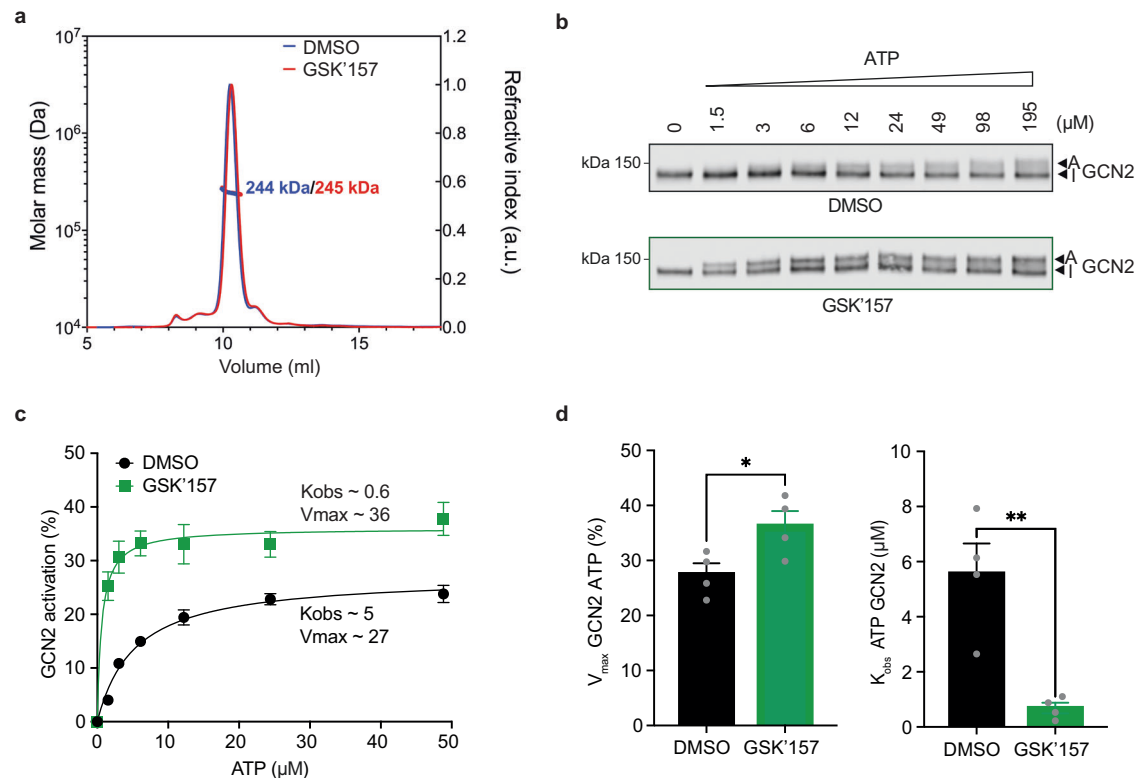 a
DMSO
GSK'157
Molar mass (Da)
10⁷
10⁶
10⁵
10⁴
244 kDa/245 kDa
1.2
1.0
0.8
0.6
0.4
0.2
0.0
Refractive index (a.u.)
5 10 15
Volume (ml)
b
ATP
0 1.5 3 6 12 24 49 98 195 (µM)
kDa 150
A
I
GCN2
DMSO
kDa 150
A
I
GCN2
GSK'157
c
DMSO
GSK'157
GCN2 activation (%)
50
40
30
20
10
0
Kobs ~ 0.6
Vmax ~ 36
Kobs ~ 5
Vmax ~ 27
0 10 20 30 40 50
ATP (µM)
d
Vmax GCN2 ATP (%)
50
40
30
20
10
0
*
DMSO GSK'157
Kobs ATP GCN2 (µM)
10
8
6
4
2
0
**
DMSO GSK'157